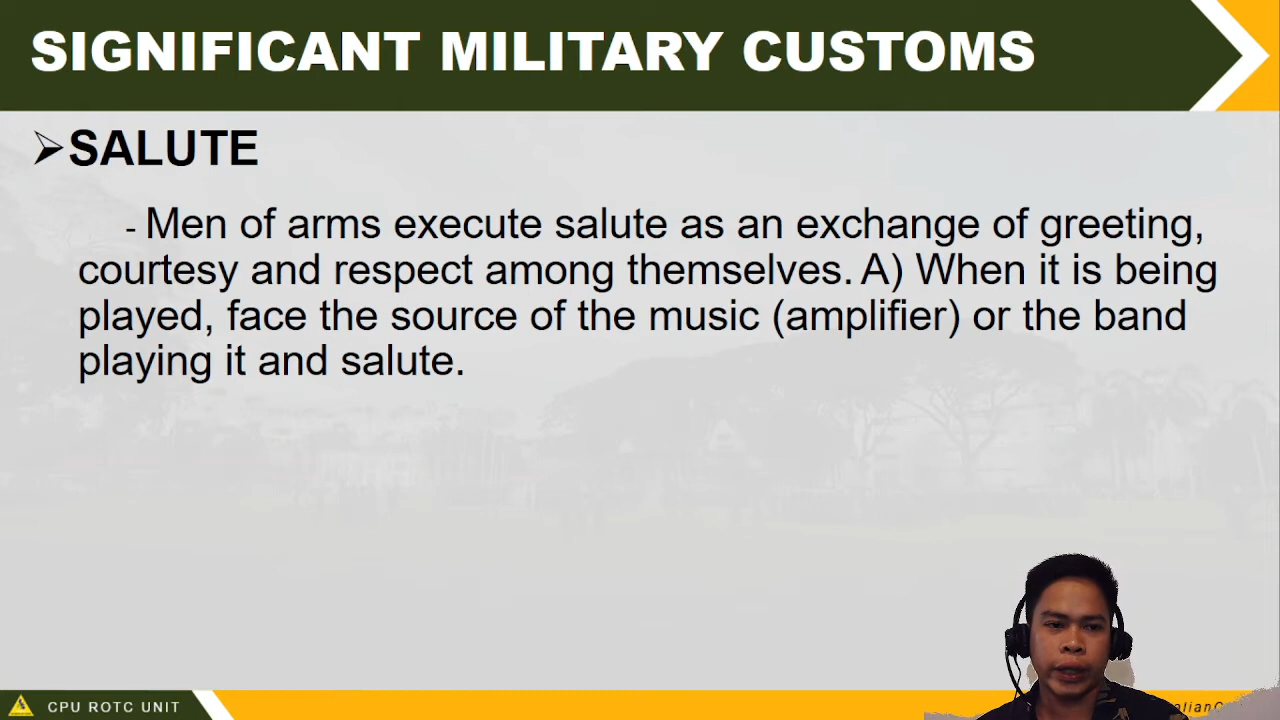 SIGNIFICANT MILITARY CUSTOMS
➢SALUTE
- Men of arms execute salute as an exchange of greeting,
courtesy and respect among themselves. A) When it is being
played, face the source of the music (amplifier) or the band
playing it and salute.
CPU ROTC UNIT